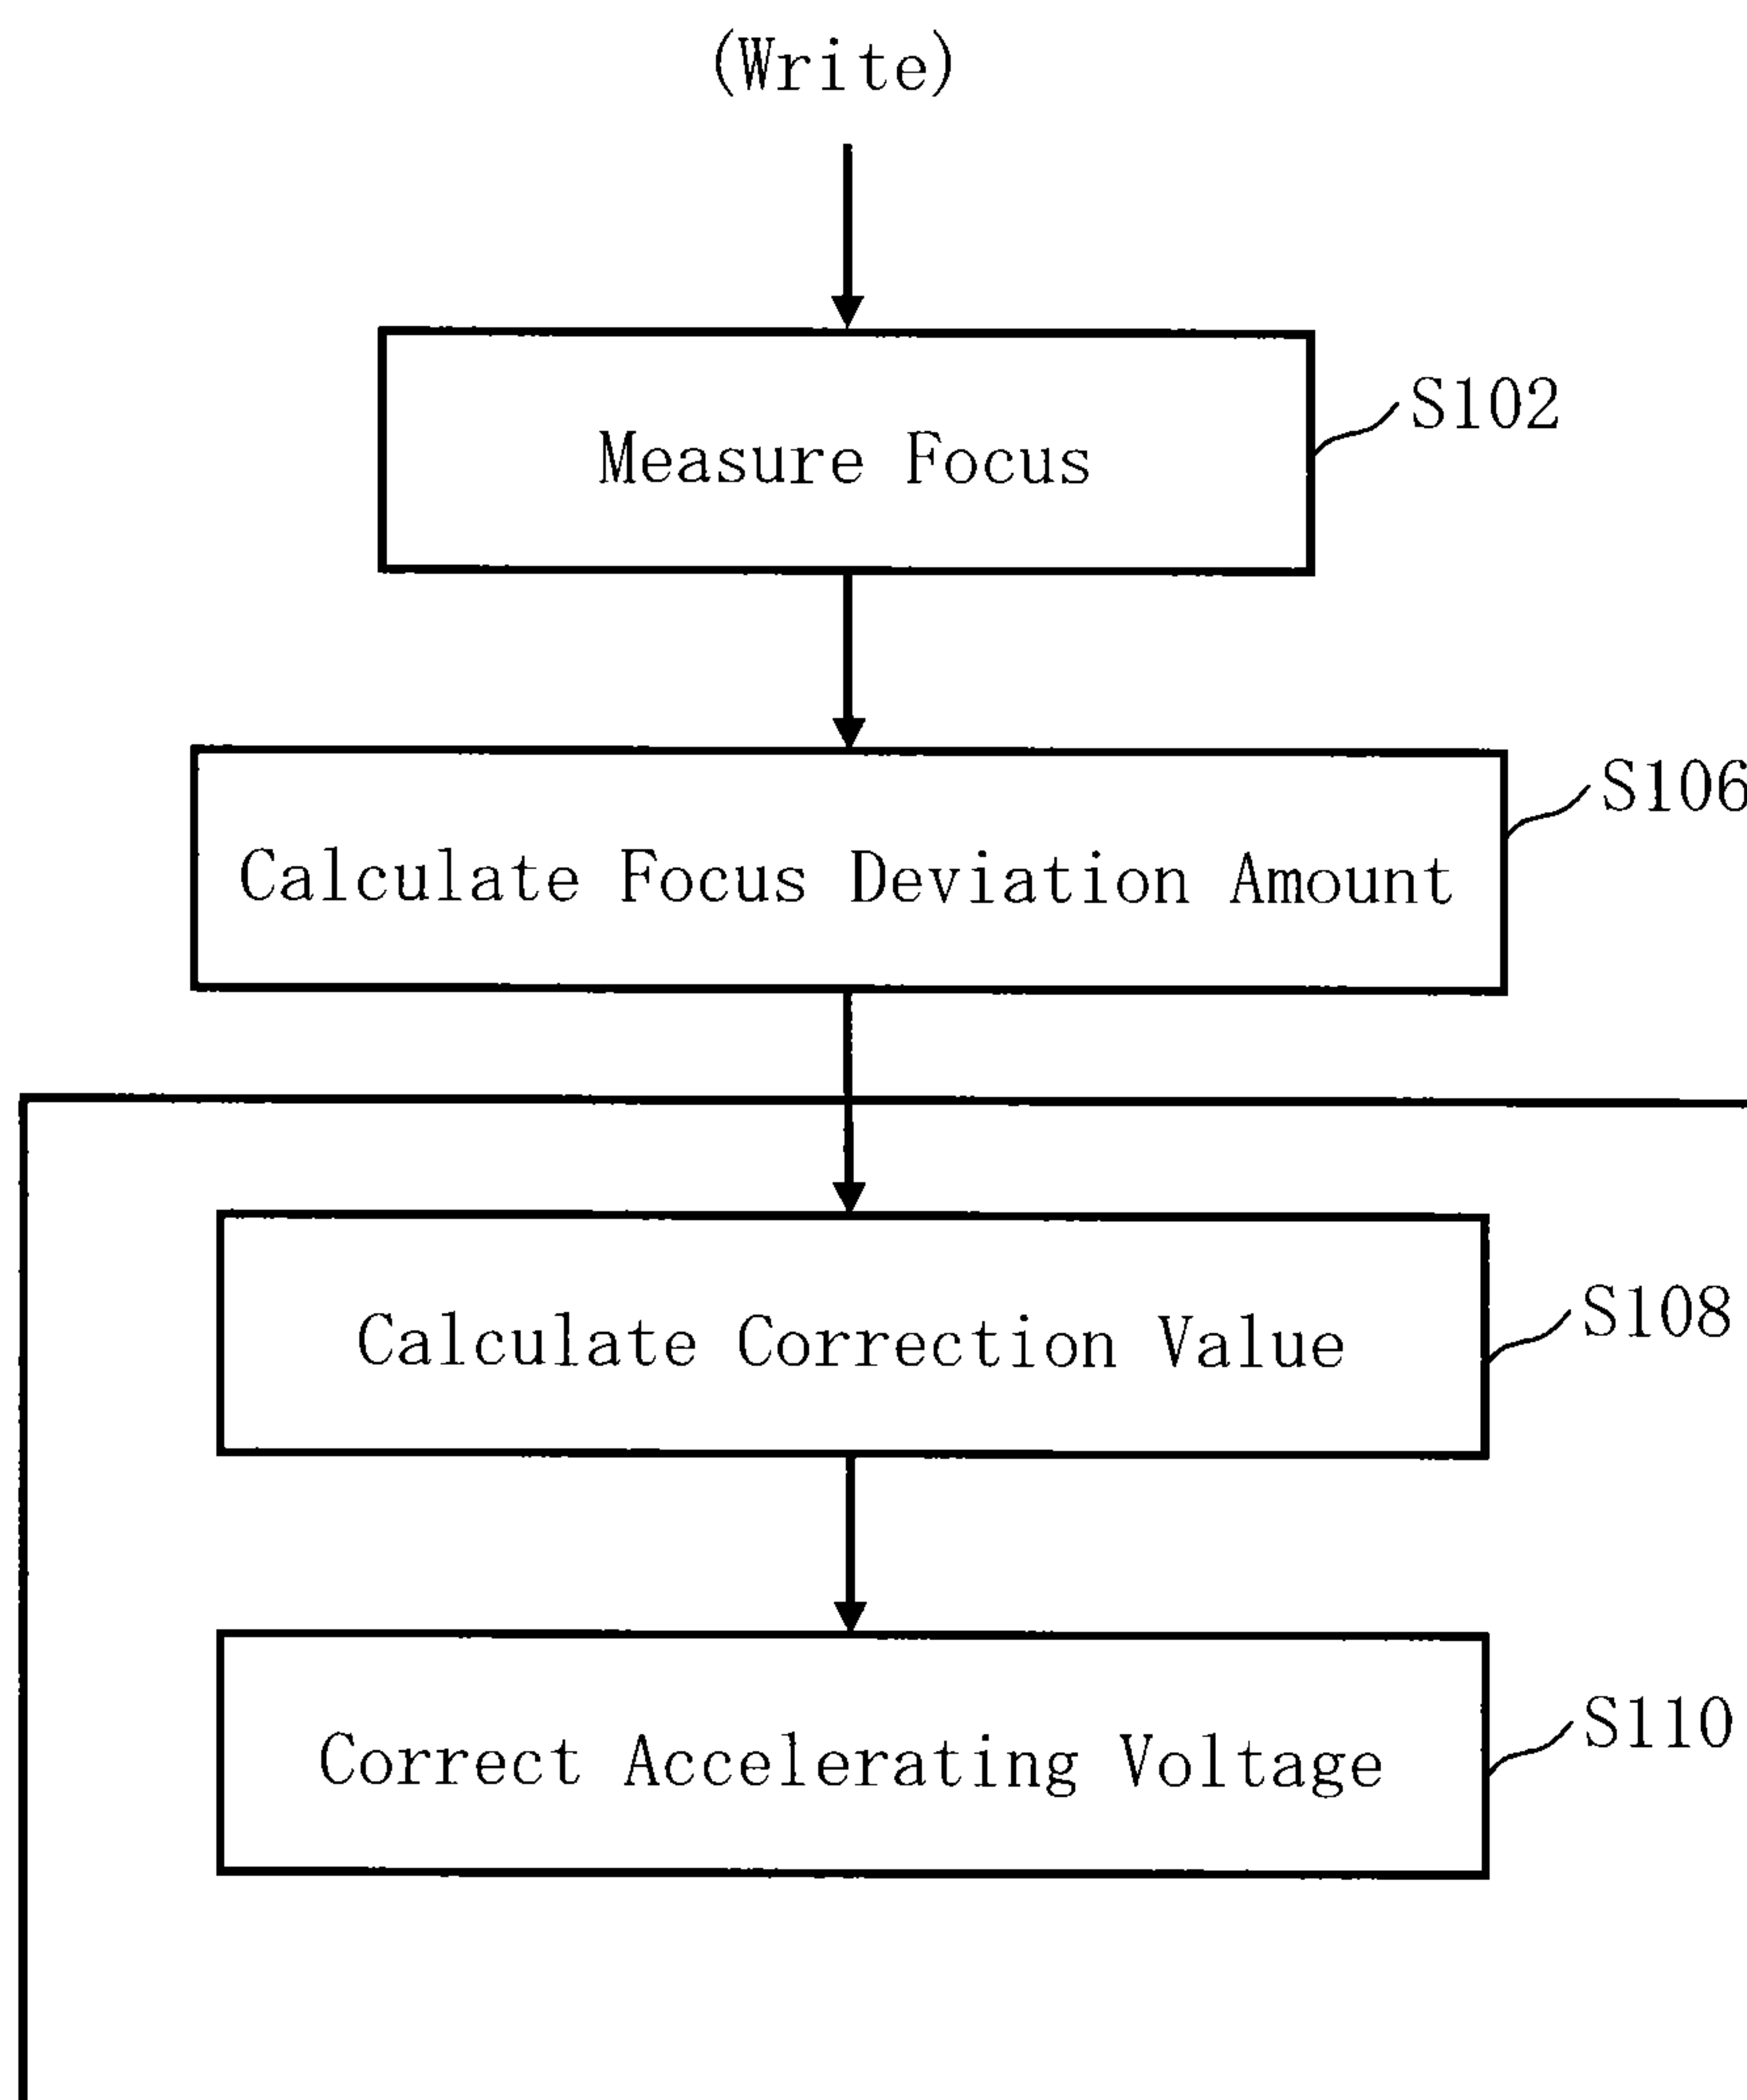 (Write)
Measure Focus
S102
Calculate Focus Deviation Amount
S106
Calculate Correction Value
S108
Correct Accelerating Voltage
S110